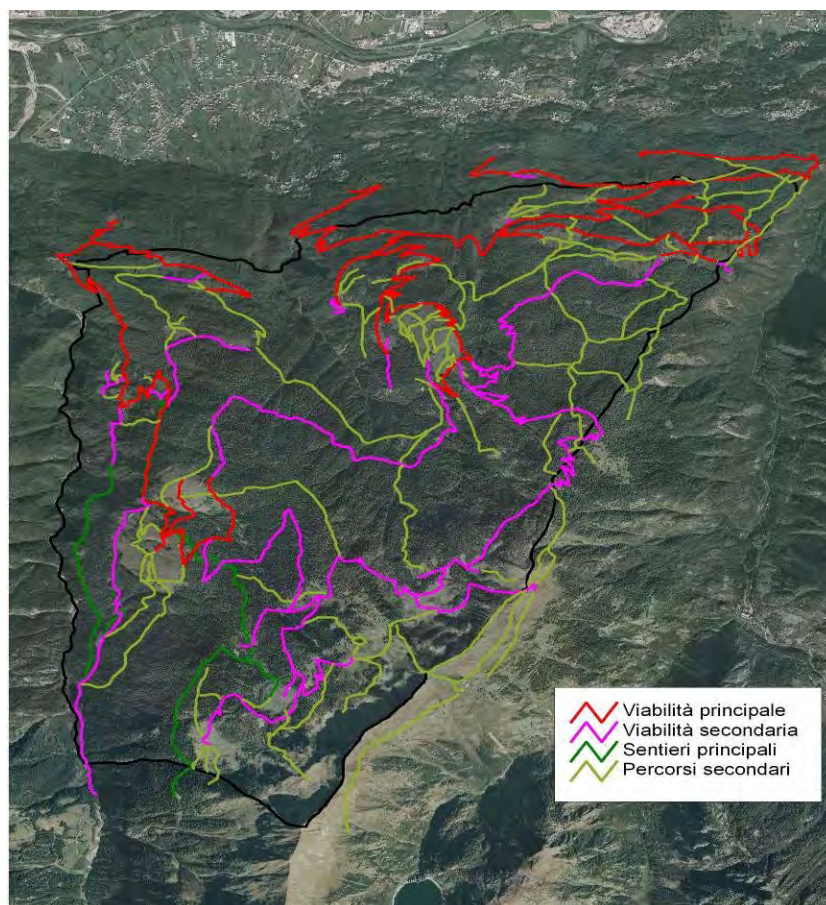 Viabilità principale
Viabilità secondaria
Sentieri principali
Percorsi secondari